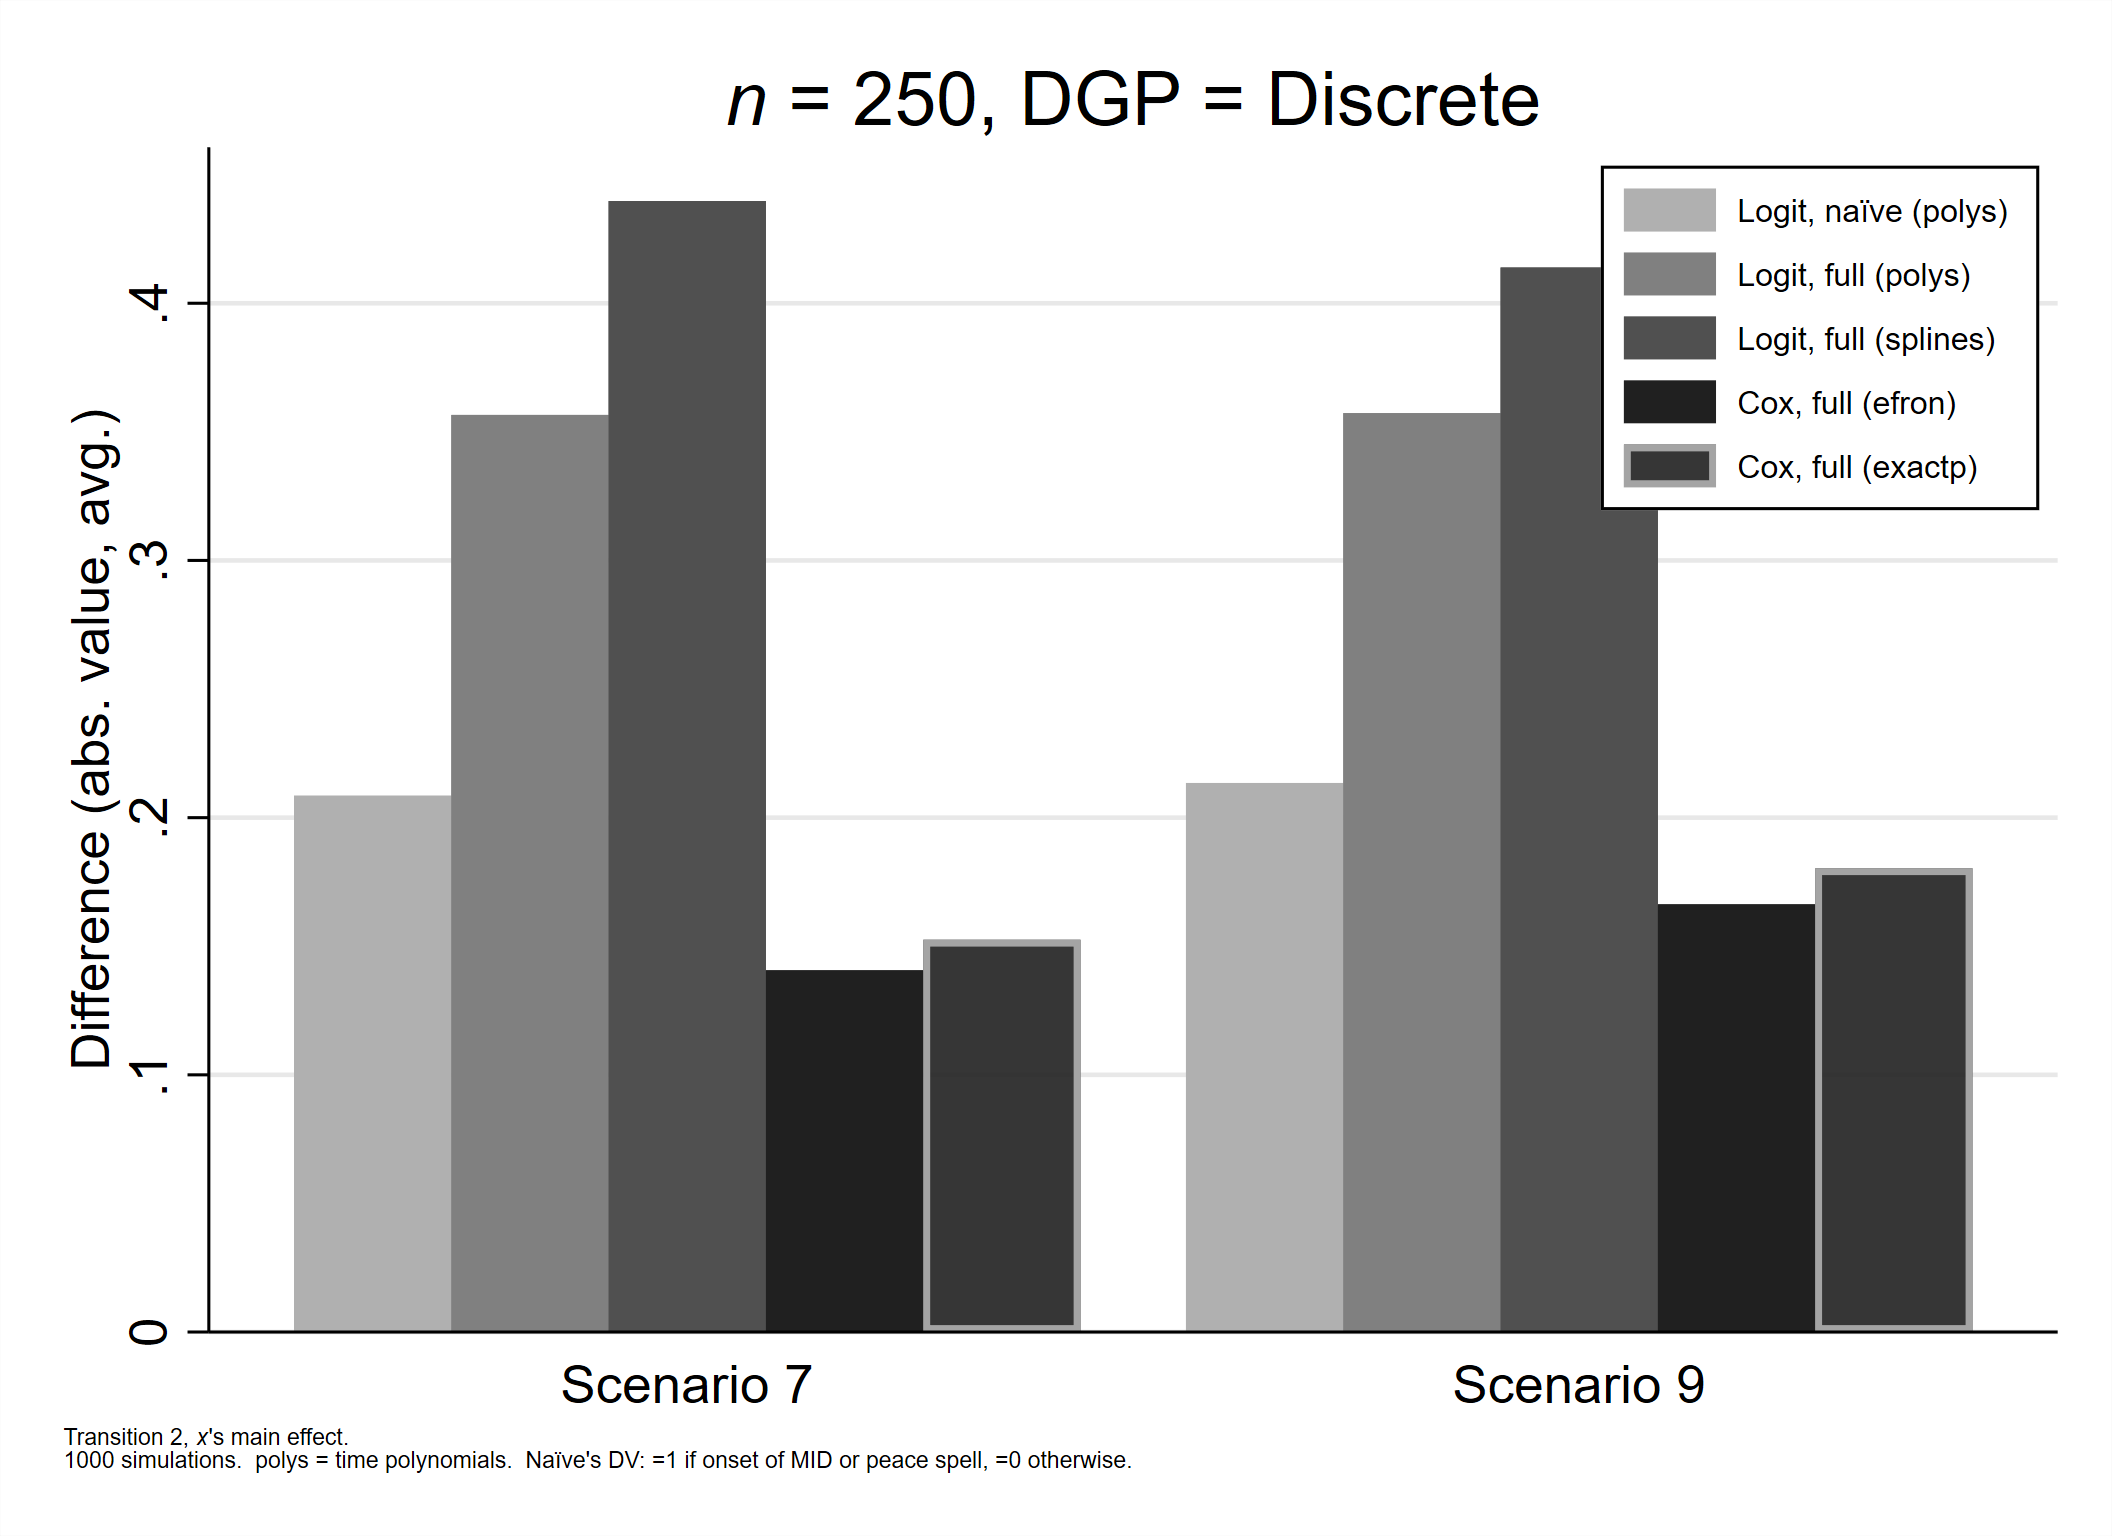 n = 250, DGP = Discrete
Difference (abs. value, avg.)
.4
.3
.2
.1
0
Logit, naïve (polys)
Logit, full (polys)
Logit, full (splines)
Cox, full (efron)
Cox, full (exactp)
Scenario 7
Scenario 9
Transition 2, x's main effect.
1000 simulations.  polys = time polynomials.  Naïve's DV: =1 if onset of MID or peace spell, =0 otherwise.